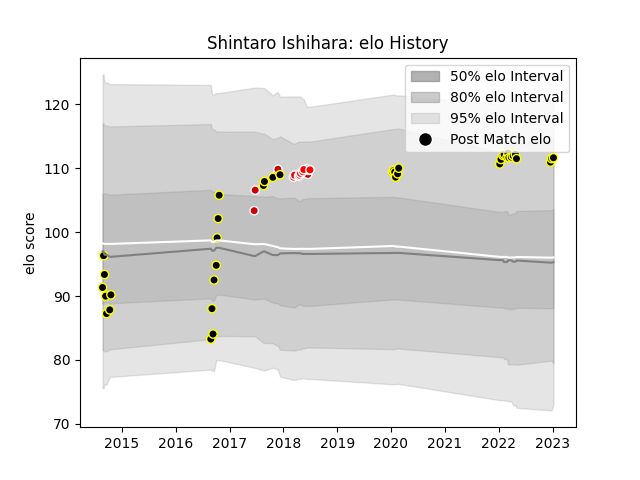 Shintaro Ishihara: elo History
50% elo Interval
80% elo Interval
95% elo Interval
Post Match elo
elo score
120
110
100
90
80
70
2015
2016
2017
2018
2019
2020
2021
2022
2023